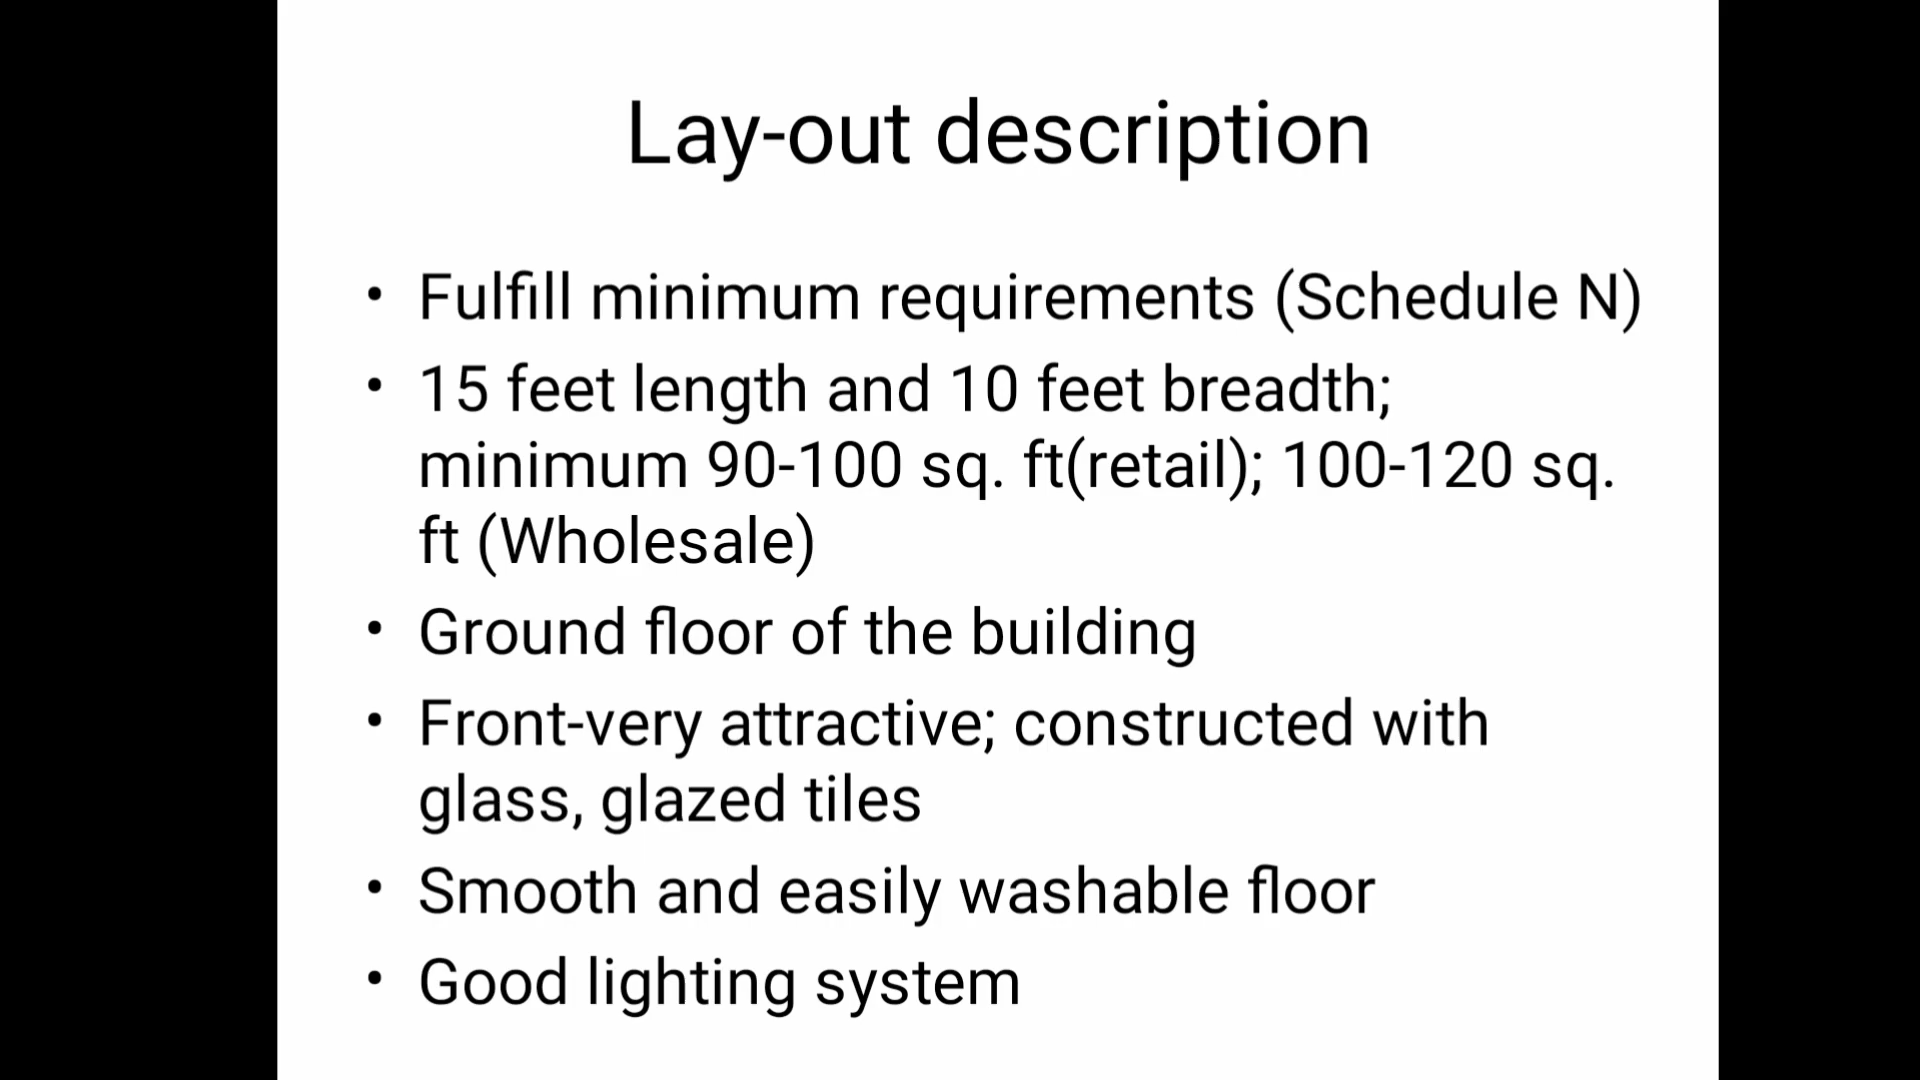 Lay-out description
• Fulfill minimum requirements (Schedule N)
• 15 feet length and 10 feet breadth;
minimum 90-100 sq. ft(retail); 100-120 sq.
ft (Wholesale)
• Ground floor of the building
• Front-very attractive; constructed with
glass, glazed tiles
• Smooth and easily washable floor
• Good lighting system